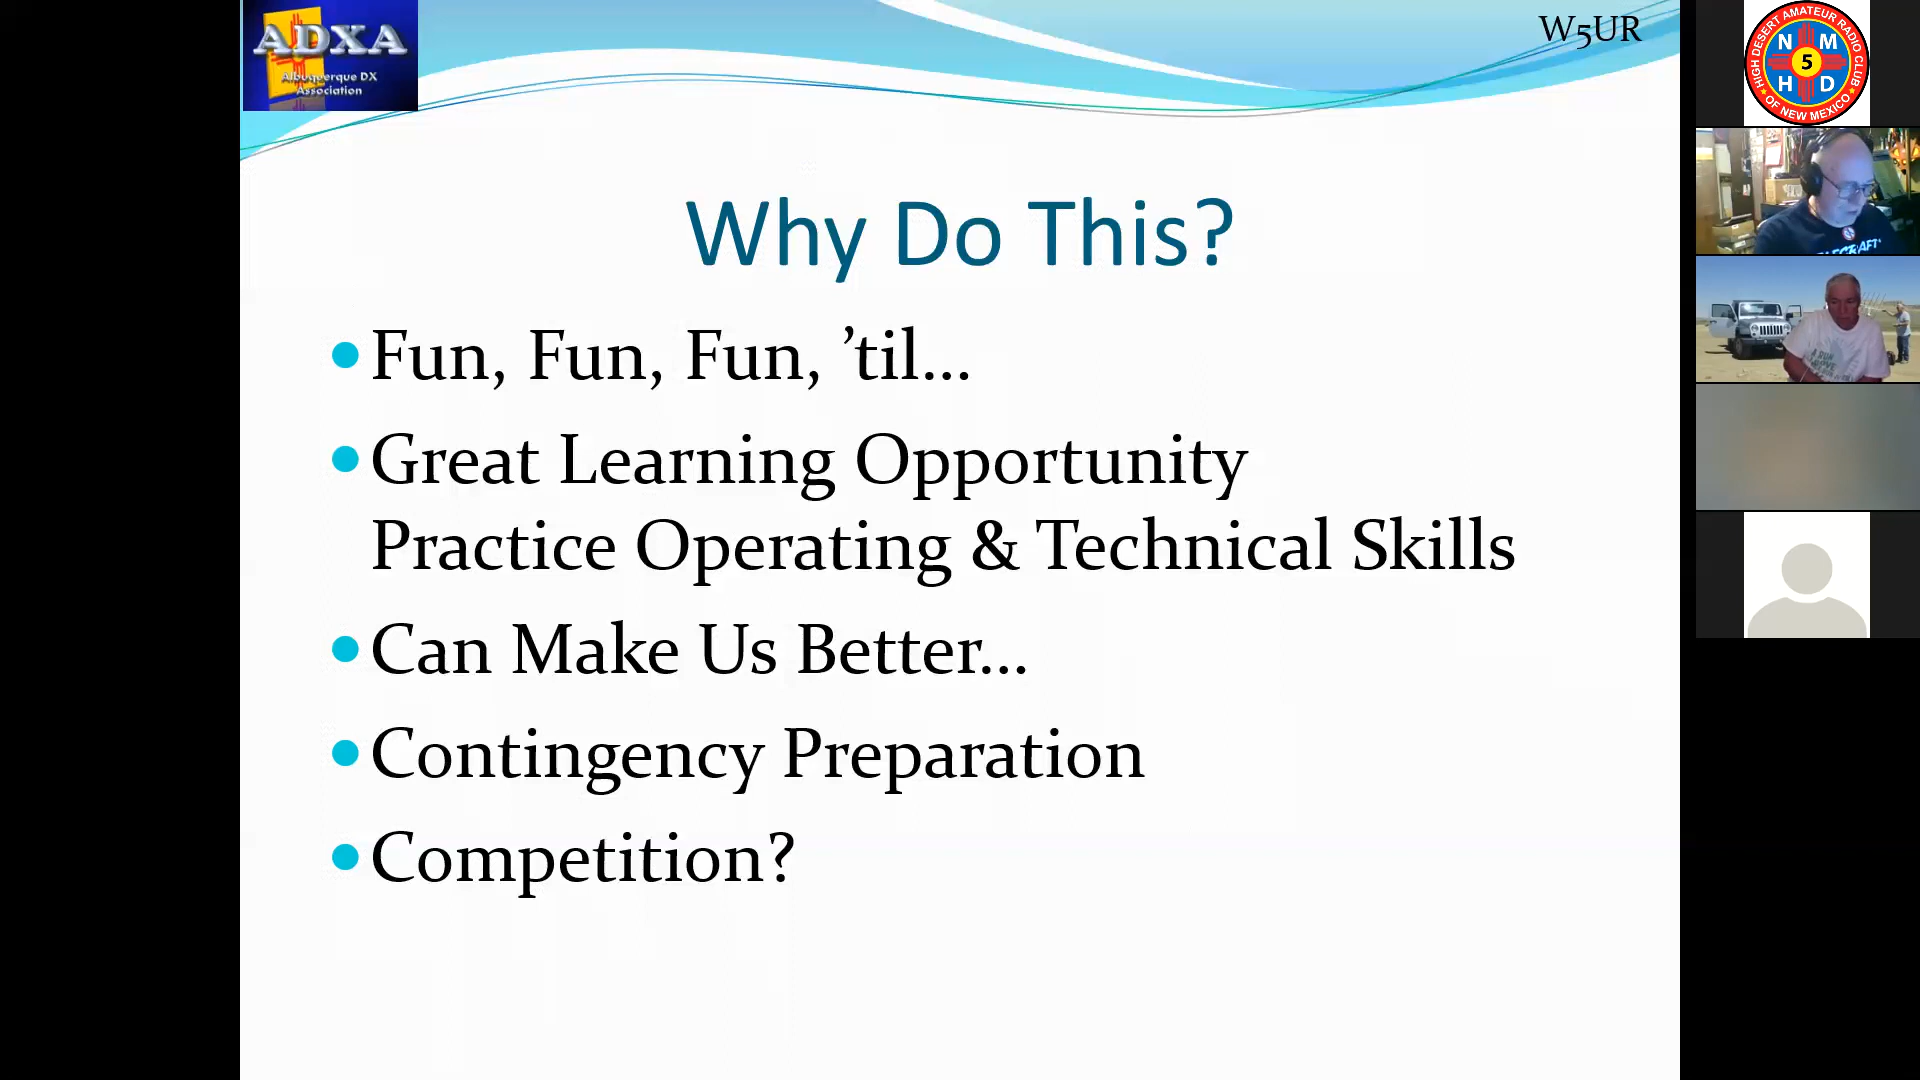 ADXA
Albuquerque DX
Association
W5UR
Why Do This?
Fun, Fun, Fun, ’til…
Great Learning Opportunity
Practice Operating & Technical Skills
Can Make Us Better…
Contingency Preparation
Competition?
HIGH DESERT AMATEUR RADIO CLUB
N M
5
H D
OF NEW MEXICO
A RUN